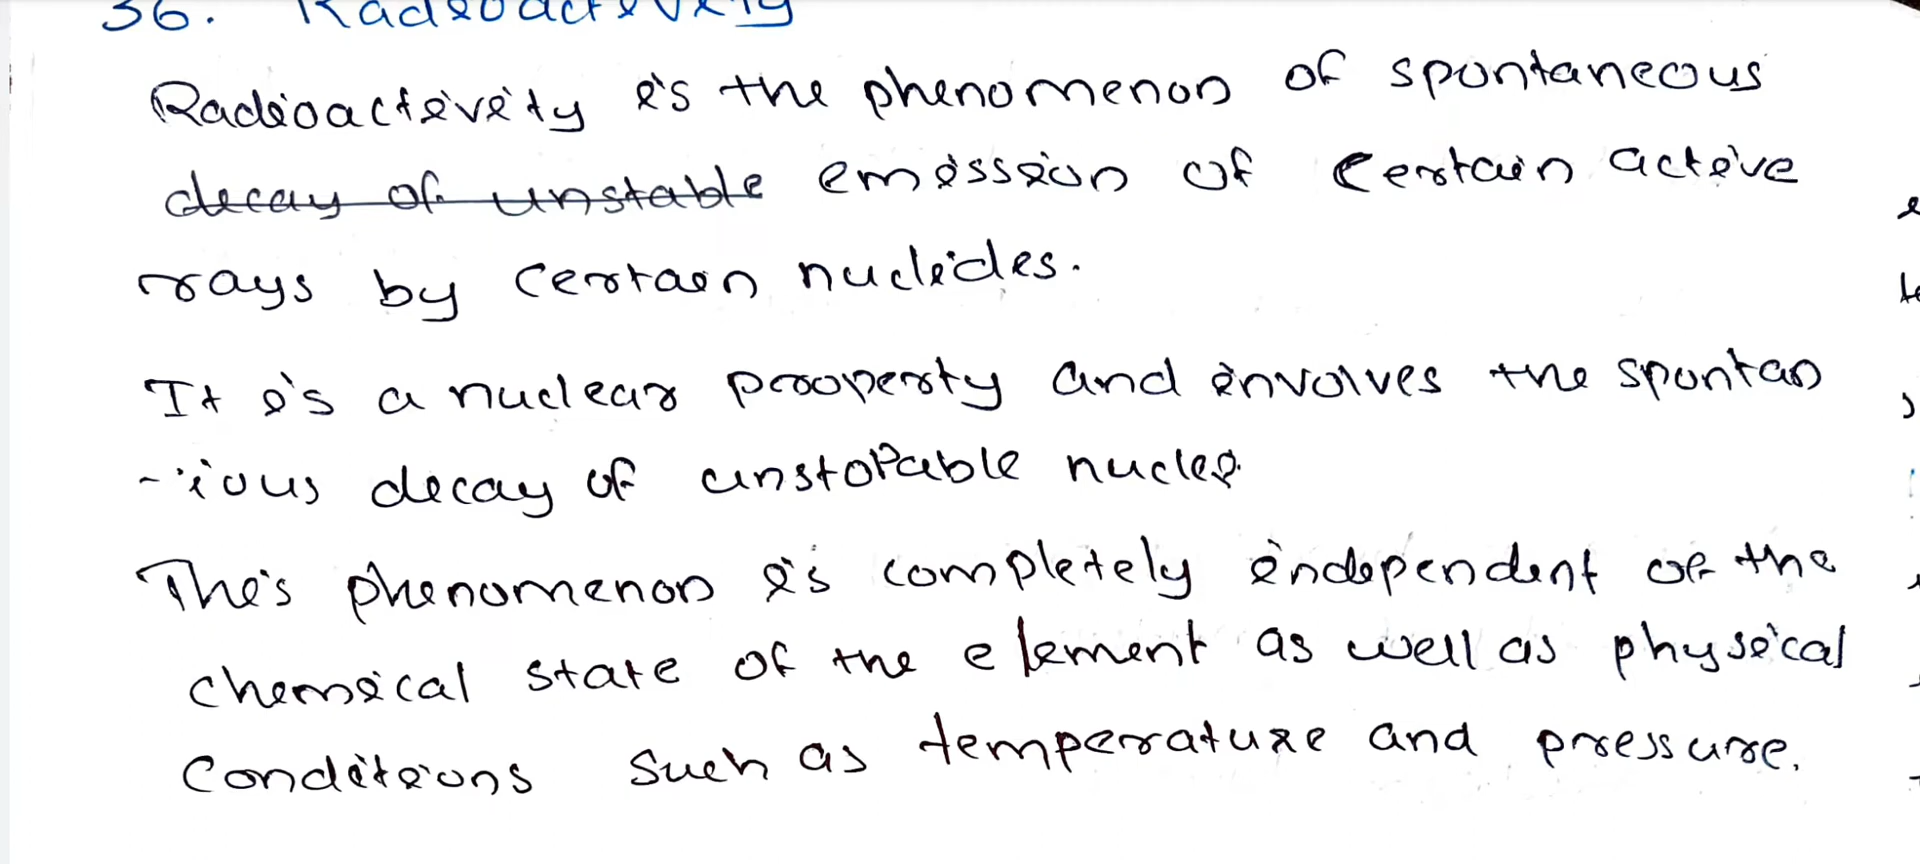 36. Radioactivity
Radioactivity is the phenomenon of spontaneous
decay of unstable emission of certain active
rays by certain nuclides.
It is a nuclear property and involves the spontan
-ious decay of unstopable nuclei
This phenomenon is completely independent of the
chemical state of the element as well as physical
Conditions Such as temperature and pressure.